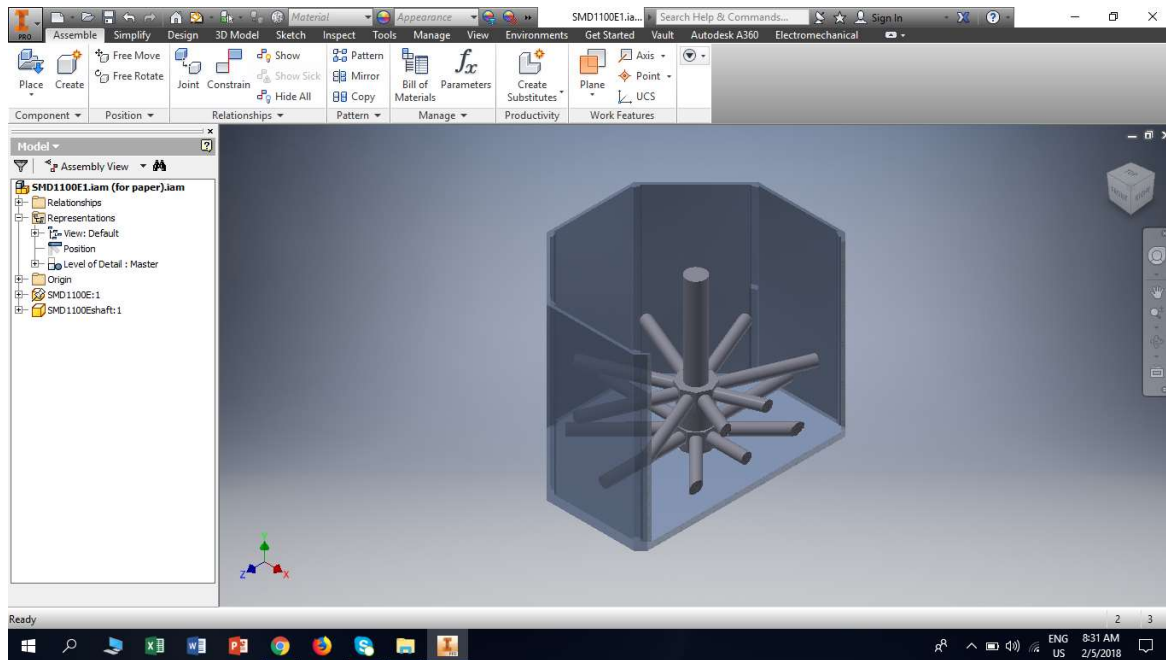 Material Appearance SMD1100E1.ia... Search Help & Commands... Sign In
PRO Assemble Simplify Design 3D Model Sketch Inspect Tools Manage View Environments Get Started Vault Autodesk A360 Electromechanical
Place Create Free Move Free Rotate Joint Constrain Show Show Sick Hide All Pattern Mirror Copy Bill of Materials fx Parameters Create Substitutes Plane Axis Point UCS
Component Position Relationships Pattern Manage Productivity Work Features
Model
Assembly View
SMD1100E1.iam (for paper).iam
Relationships
Representations
View: Default
Position
Level of Detail : Master
Origin
SMD1100E:1
SMD1100Eshaft:1
TOP
Y
Z X
Ready 2 3
ENG 8:31 AM
US 2/5/2018